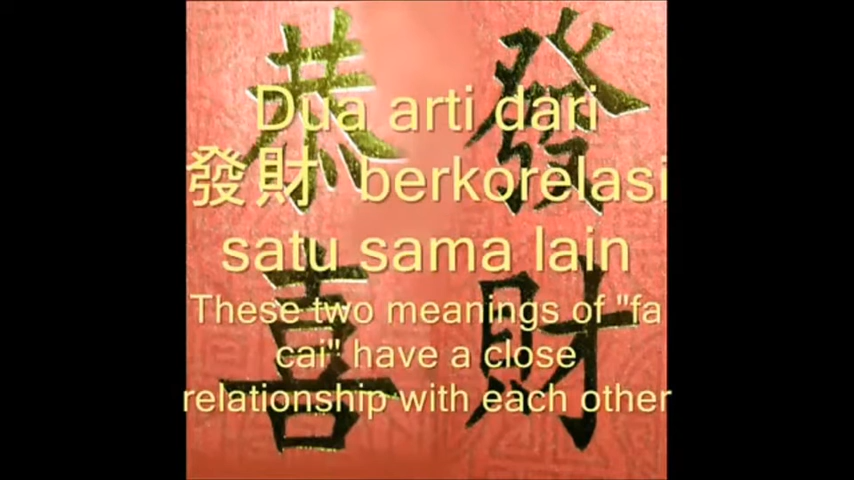 恭發
喜財
Dua arti dari
發財 berkorelasi
satu sama lain
These two meanings of "fa
cai" have a close
relationship with each other